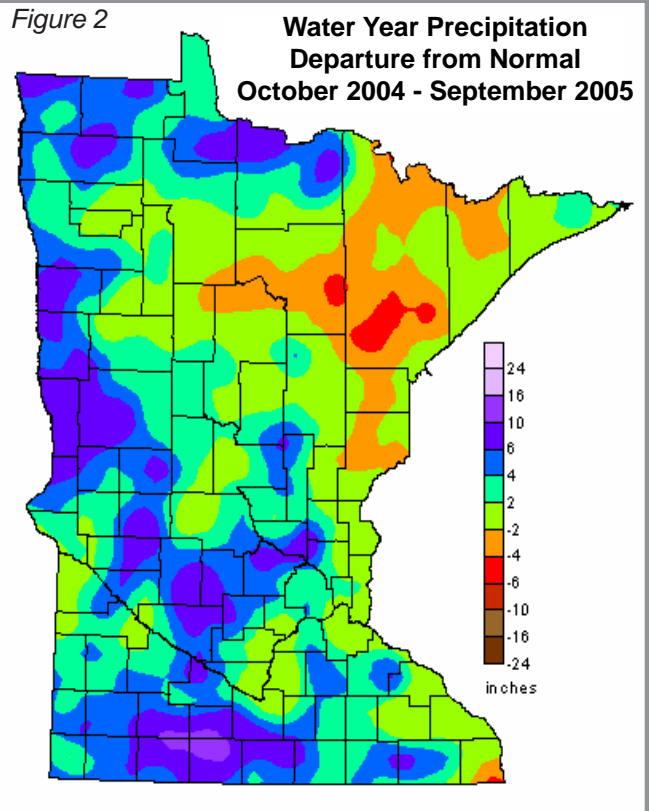 Figure 2
Water Year Precipitation
Departure from Normal
October 2004 - September 2005
24
16
10
6
4
2
-2
-4
-6
-10
-16
-24
inches